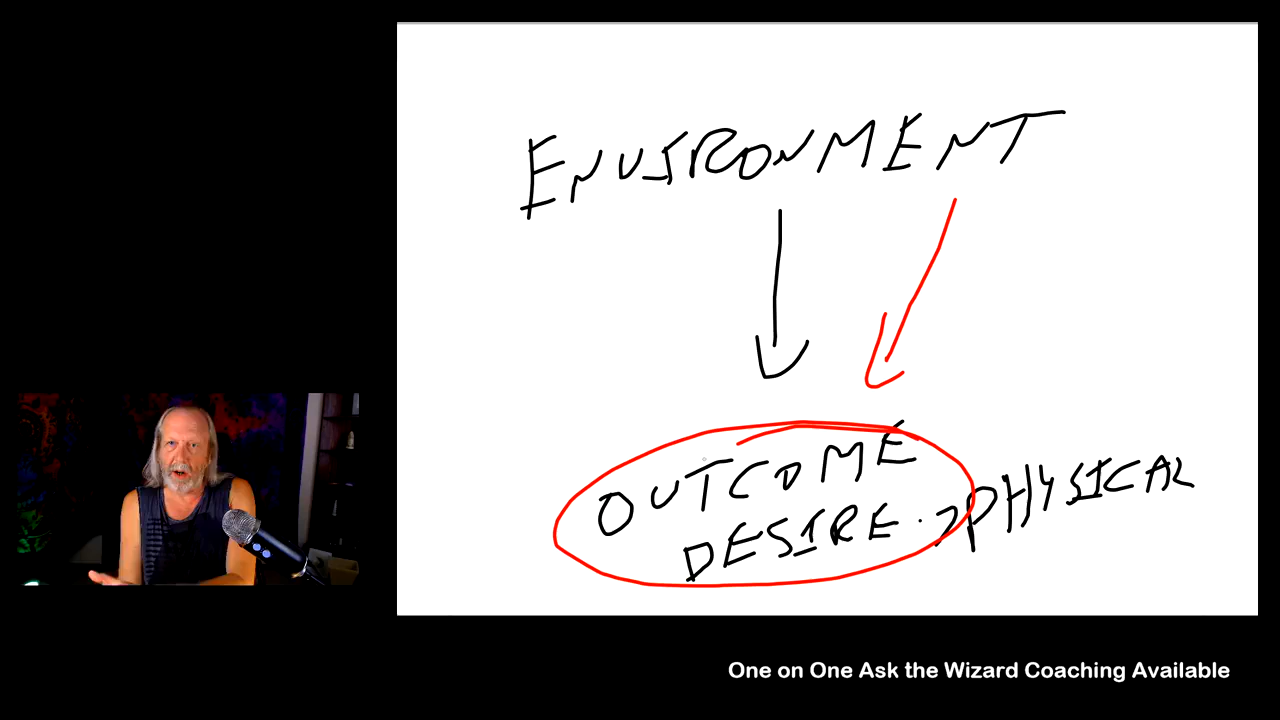 ENVIRONMENT
OUTCOME
DESIRE -> PHYSICAL
One on One Ask the Wizard Coaching Available